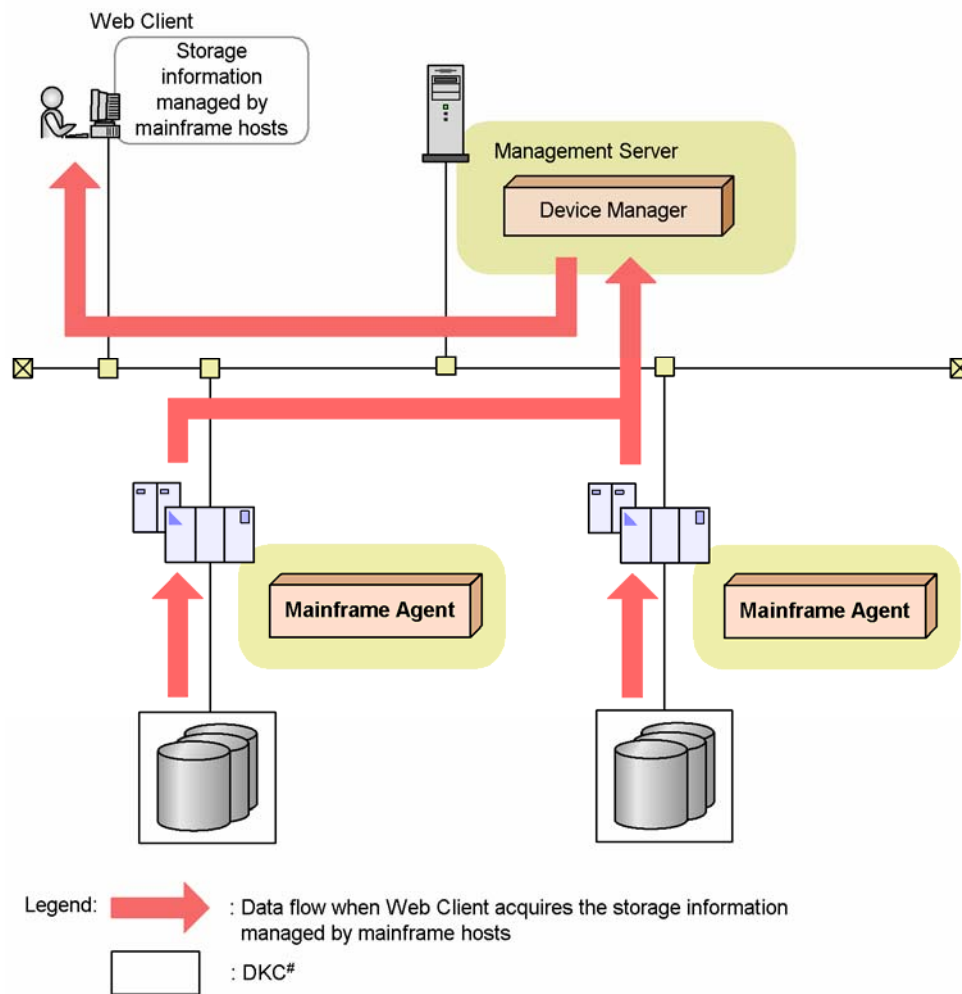 Web Client
Storage
information
managed by
mainframe hosts
Management Server
Device Manager
Mainframe Agent
Mainframe Agent
Legend:
: Data flow when Web Client acquires the storage information
managed by mainframe hosts
: DKC#